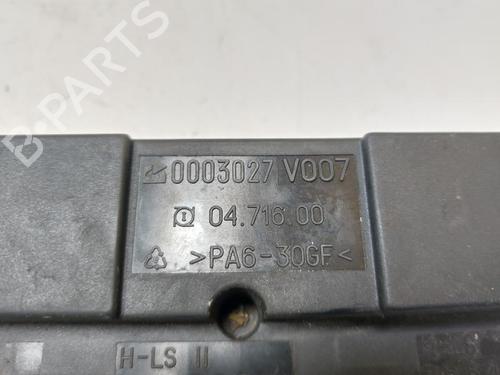 0003027 V007
04.716.00
>PA6-30GF<
H-LS II
B-PARTS